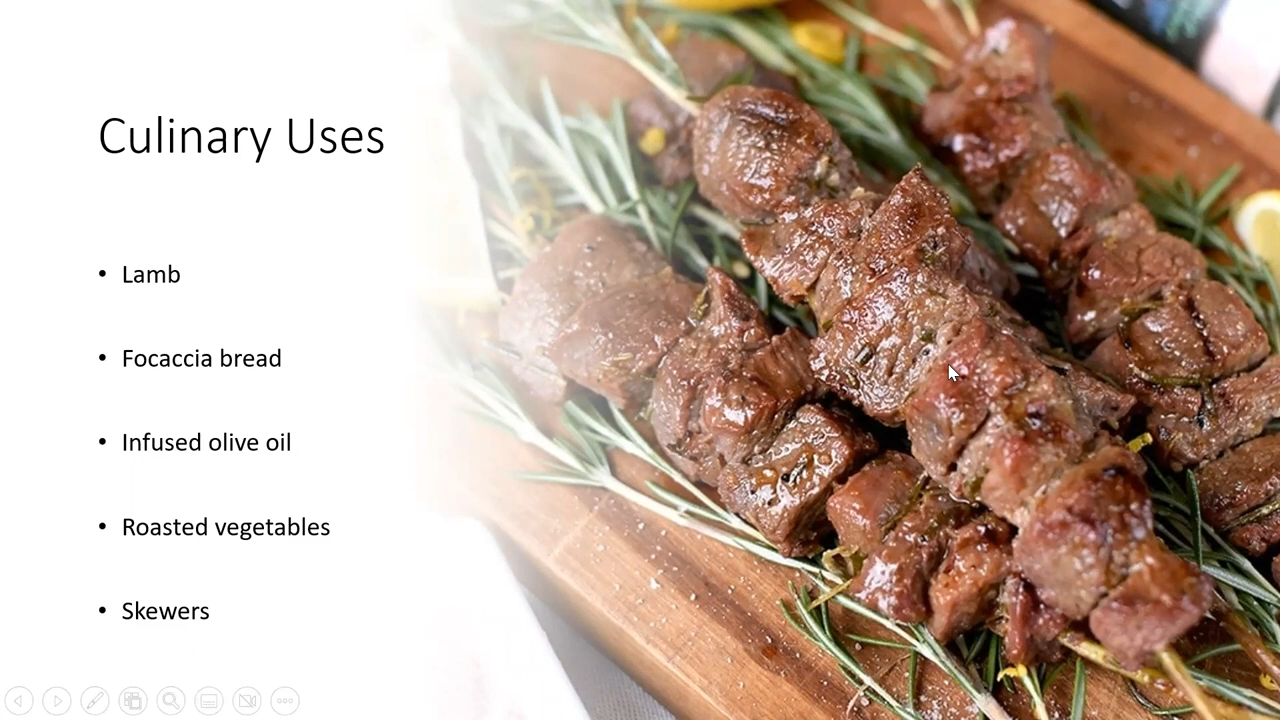 Culinary Uses
• Lamb
• Focaccia bread
• Infused olive oil
• Roasted vegetables
• Skewers